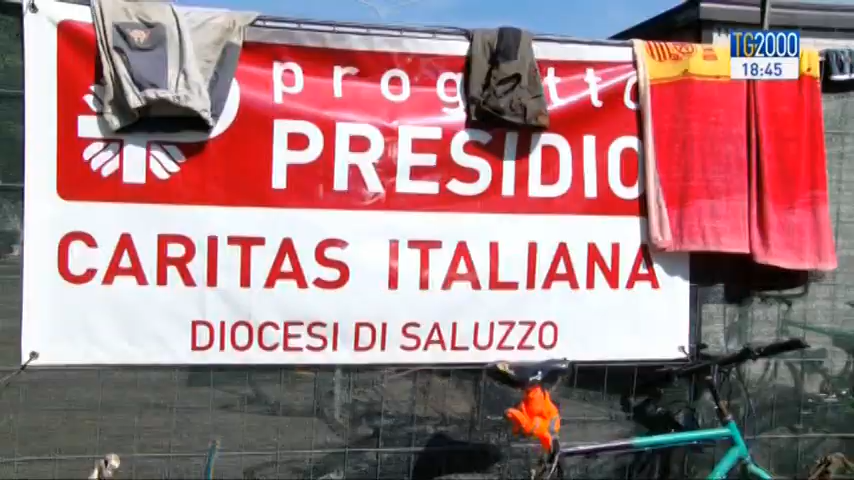 TG2000
18:45
progetto
PRESIDIO
CARITAS ITALIANA
DIOCESI DI SALUZZO